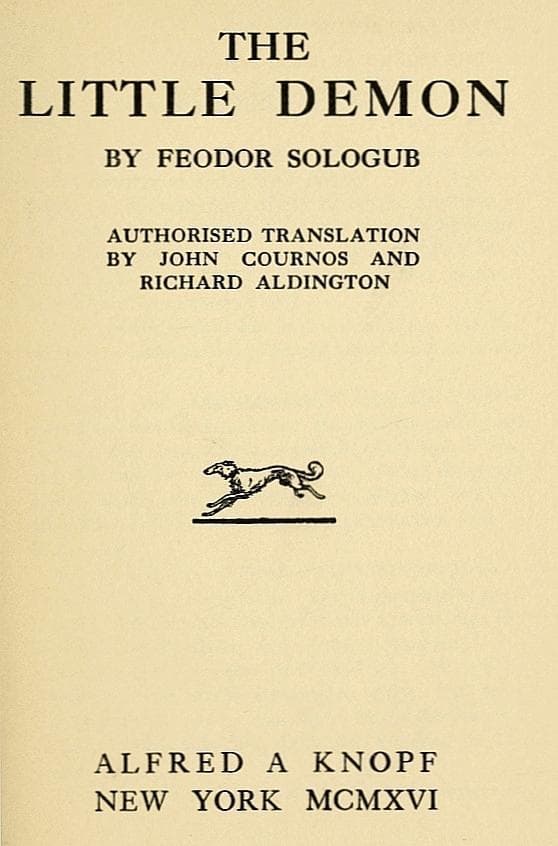 THE
LITTLE DEMON
BY FEODOR SOLOGUB
AUTHORISED TRANSLATION
BY JOHN COURNOS AND
RICHARD ALDINGTON
ALFRED A KNOPF
NEW YORK MCMXVI